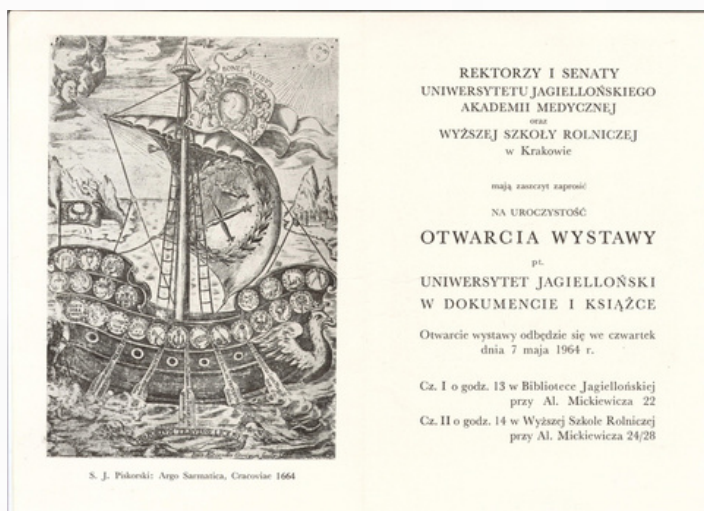 S. J. Piskorski: Argo Sarmatica, Cracoviae 1664
REKTORZY I SENATY
UNIWERSYTETU JAGIELLOŃSKIEGO
AKADEMII MEDYCZNEJ
oraz
WYŻSZEJ SZKOŁY ROLNICZEJ
w Krakowie
mają zaszczyt zaprosić
NA UROCZYSTOŚĆ
OTWARCIA WYSTAWY
pt.
UNIWERSYTET JAGIELLOŃSKI
W DOKUMENCIE I KSIĄŻCE
Otwarcie wystawy odbędzie się we czwartek
dnia 7 maja 1964 r.
Cz. I o godz. 13 w Bibliotece Jagiellońskiej
przy Al. Mickiewicza 22
Cz. II o godz. 14 w Wyższej Szkole Rolniczej
przy Al. Mickiewicza 24/28